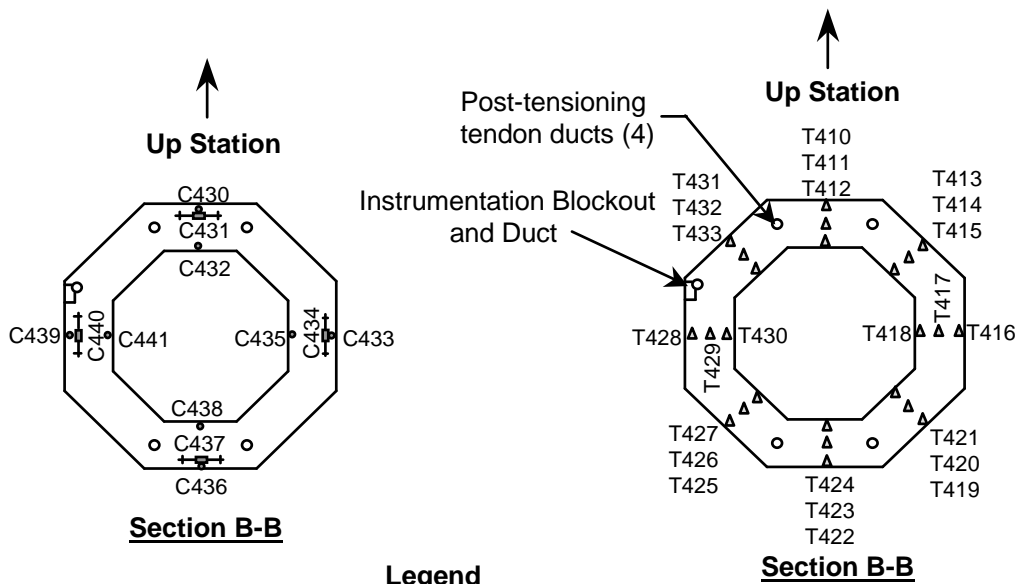 Up Station
C430
C431
C432
C439
C440
C441
C435
C434
C433
C438
C437
C436
Section B-B
Up Station
Post-tensioning
tendon ducts (4)
Instrumentation Blockout
and Duct
T410
T411
T412
T431
T432
T433
T413
T414
T415
T417
T428
T429
T430
T418
T416
T427
T426
T425
T424
T423
T422
T421
T420
T419
Section B-B
Legend